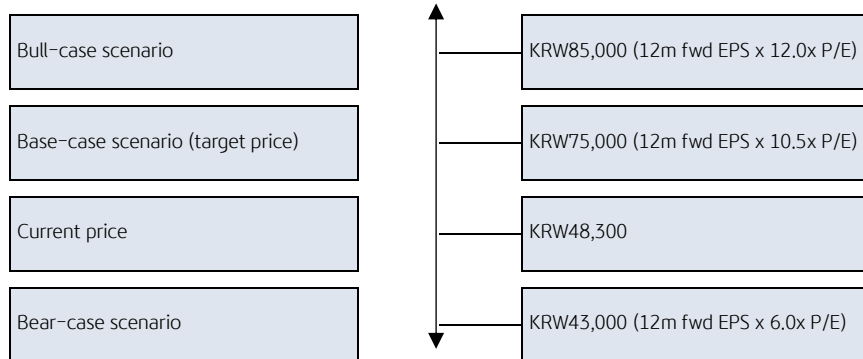 Bull-case scenario
KRW85,000 (12m fwd EPS x 12.0x P/E)
Base-case scenario (target price)
KRW75,000 (12m fwd EPS x 10.5x P/E)
Current price
KRW48,300
Bear-case scenario
KRW43,000 (12m fwd EPS x 6.0x P/E)